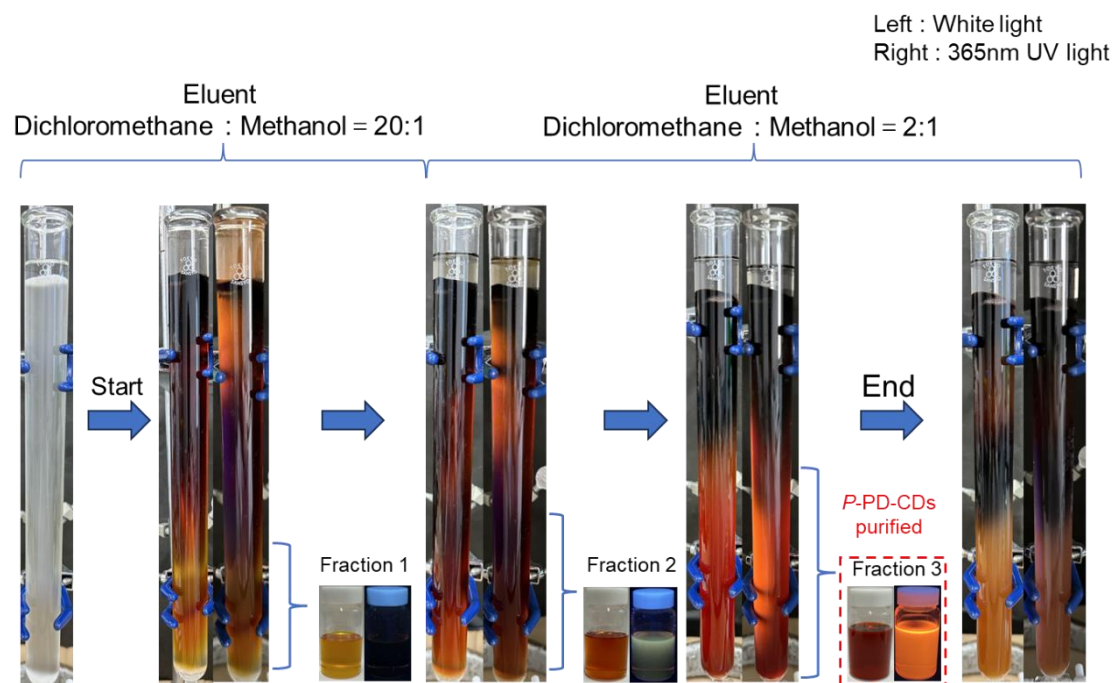 Left : White light
Right : 365nm UV light
Eluent
Dichloromethane : Methanol = 20:1
Eluent
Dichloromethane : Methanol = 2:1
Start
End
P-PD-CDs
purified
Fraction 1
Fraction 2
Fraction 3